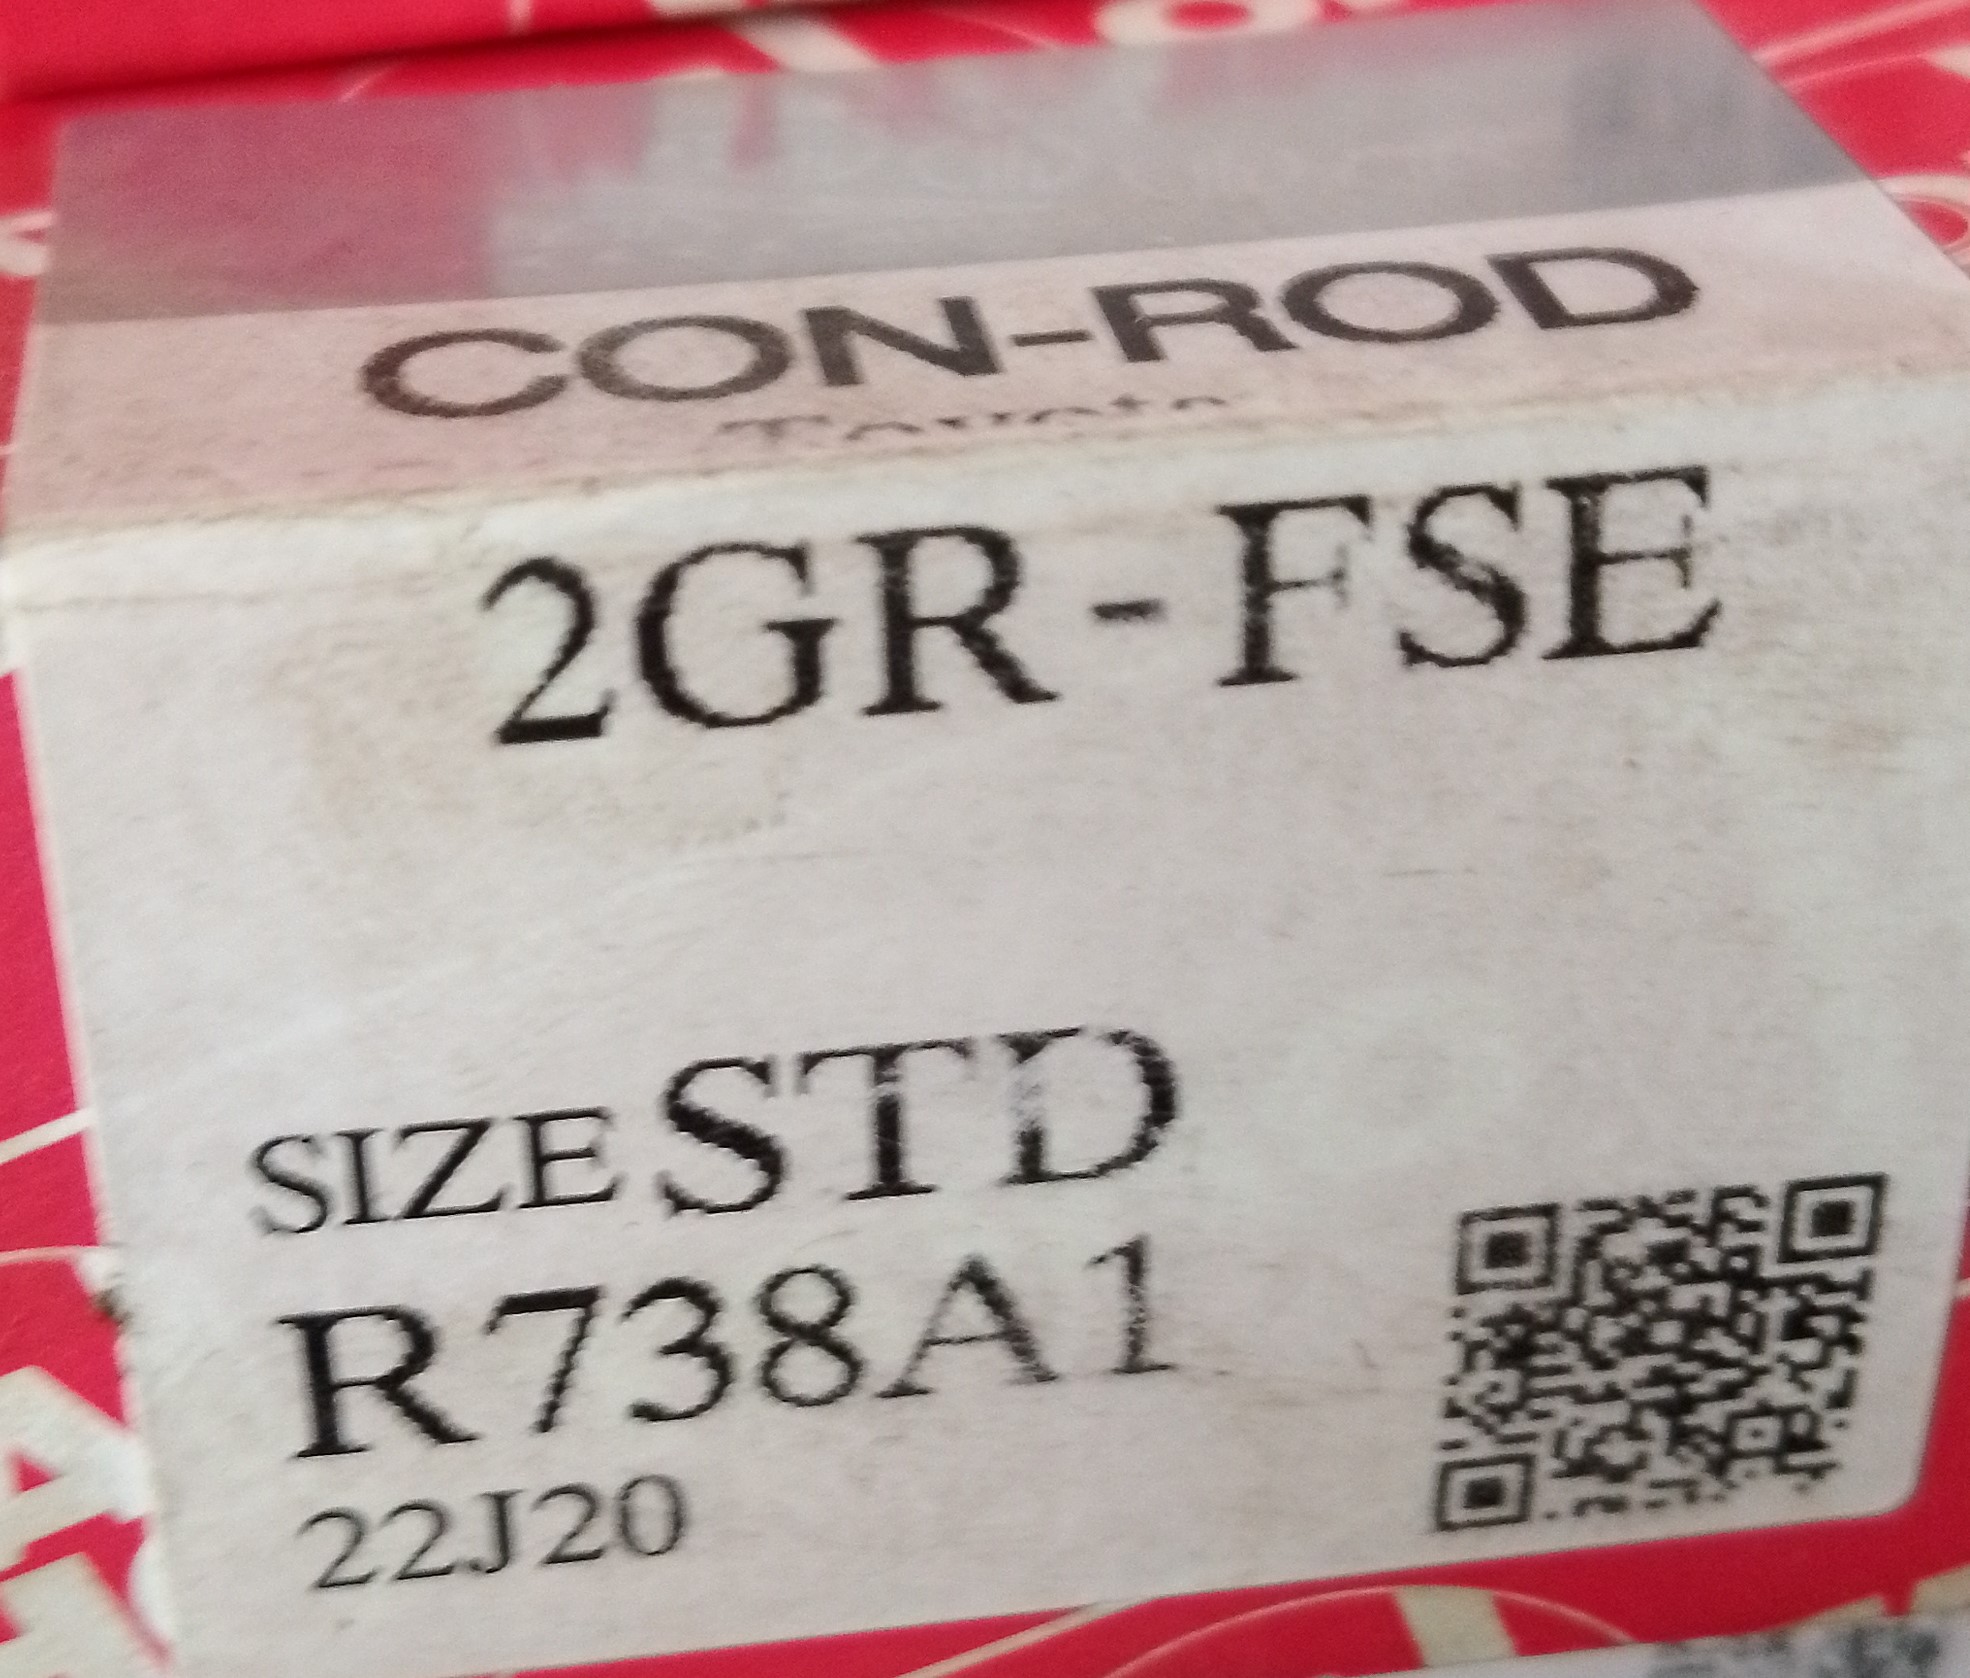 CON-ROD
2GR-FSE
SIZE STD
R738A1
22J20